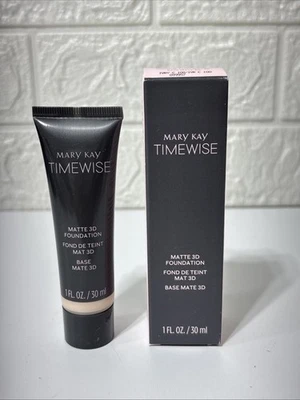 MARY KAY
TIMEWISE
MATTE 3D
FOUNDATION
FOND DE TEINT
MAT 3D
BASE
MATE 3D
1 FL. OZ. / 30 ml
MARY KAY
TIMEWISE
MATTE 3D
FOUNDATION
FOND DE TEINT
MAT 3D
BASE MATE 3D
1 FL. OZ. / 30 ml